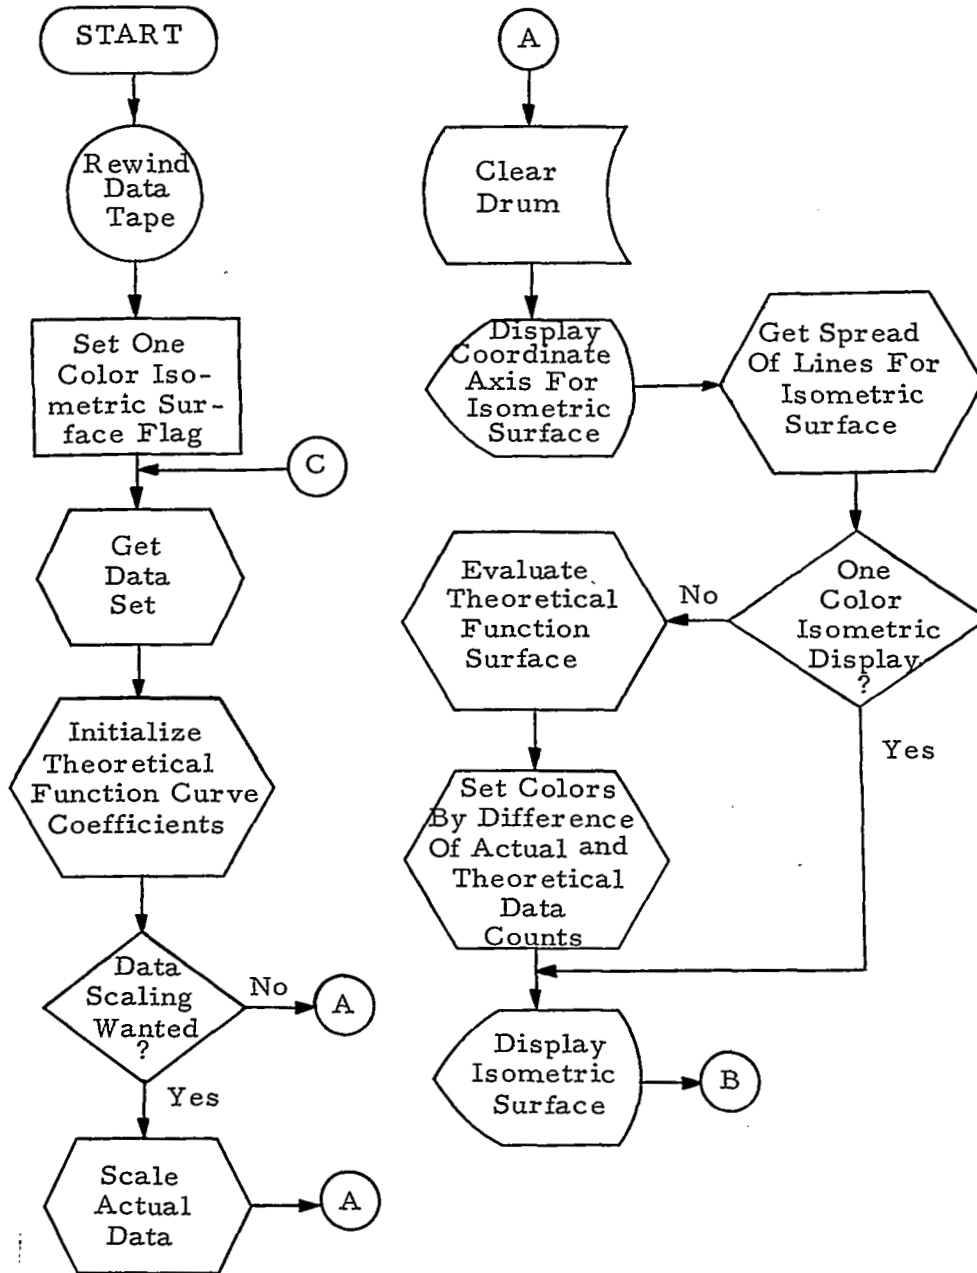 START
Rewind
Data
Tape
Set One
Color Iso-
metric Sur-
face Flag
C
Get
Data
Set
Initialize
Theoretical
Function Curve
Coefficients
Data
Scaling
Wanted
?
No
A
Yes
Scale
Actual
Data
A
A
Clear
Drum
Display
Coordinate
Axis For
Isometric
Surface
Get Spread
Of Lines For
Isometric
Surface
One
Color
Isometric
Display
?
No
Yes
Evaluate
Theoretical
Function
Surface
Set Colors
By Difference
Of Actual and
Theoretical
Data
Counts
Display
Isometric
Surface
B